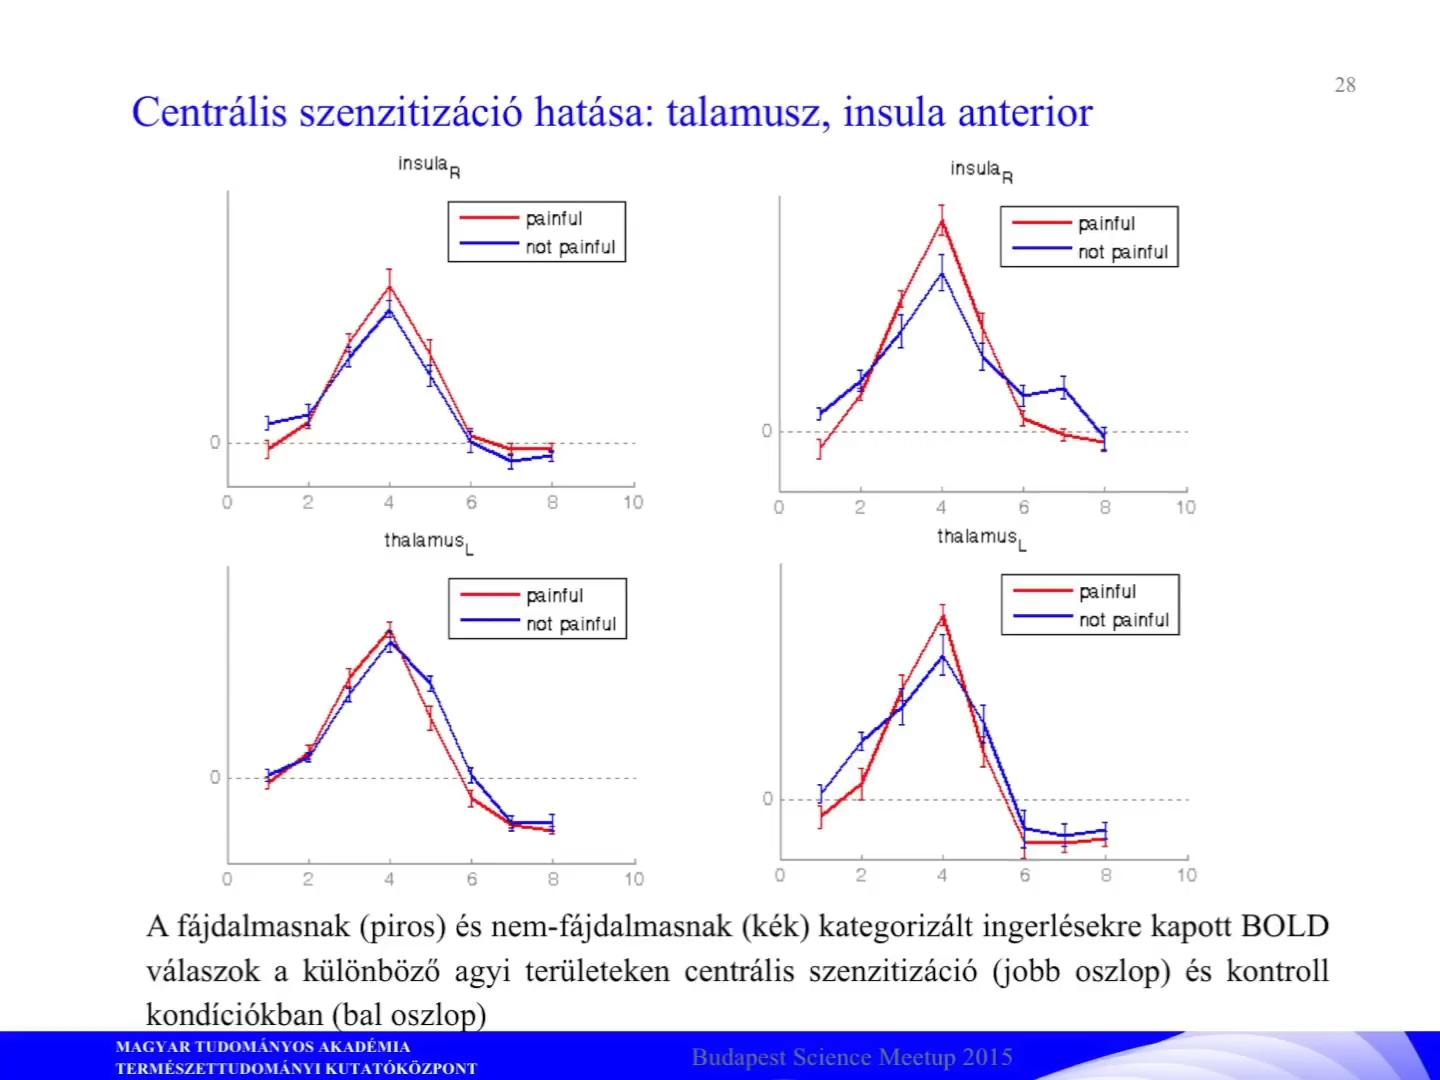 28
Centrális szenzitizáció hatása: talamusz, insula anterior
insula_R
painful
not painful
0
0 2 4 6 8 10
insula_R
painful
not painful
0
0 2 4 6 8 10
thalamus_L
painful
not painful
0
0 2 4 6 8 10
thalamus_L
painful
not painful
0
0 2 4 6 8 10
A fájdalmasnak (piros) és nem-fájdalmasnak (kék) kategorizált ingerlésekre kapott BOLD
válaszok a különböző agyi területeken centrális szenzitizáció (jobb oszlop) és kontroll
kondíciókban (bal oszlop)
MAGYAR TUDOMÁNYOS AKADÉMIA
TERMÉSZETTUDOMÁNYI KUTATÓKÖZPONT
Budapest Science Meetup 2015